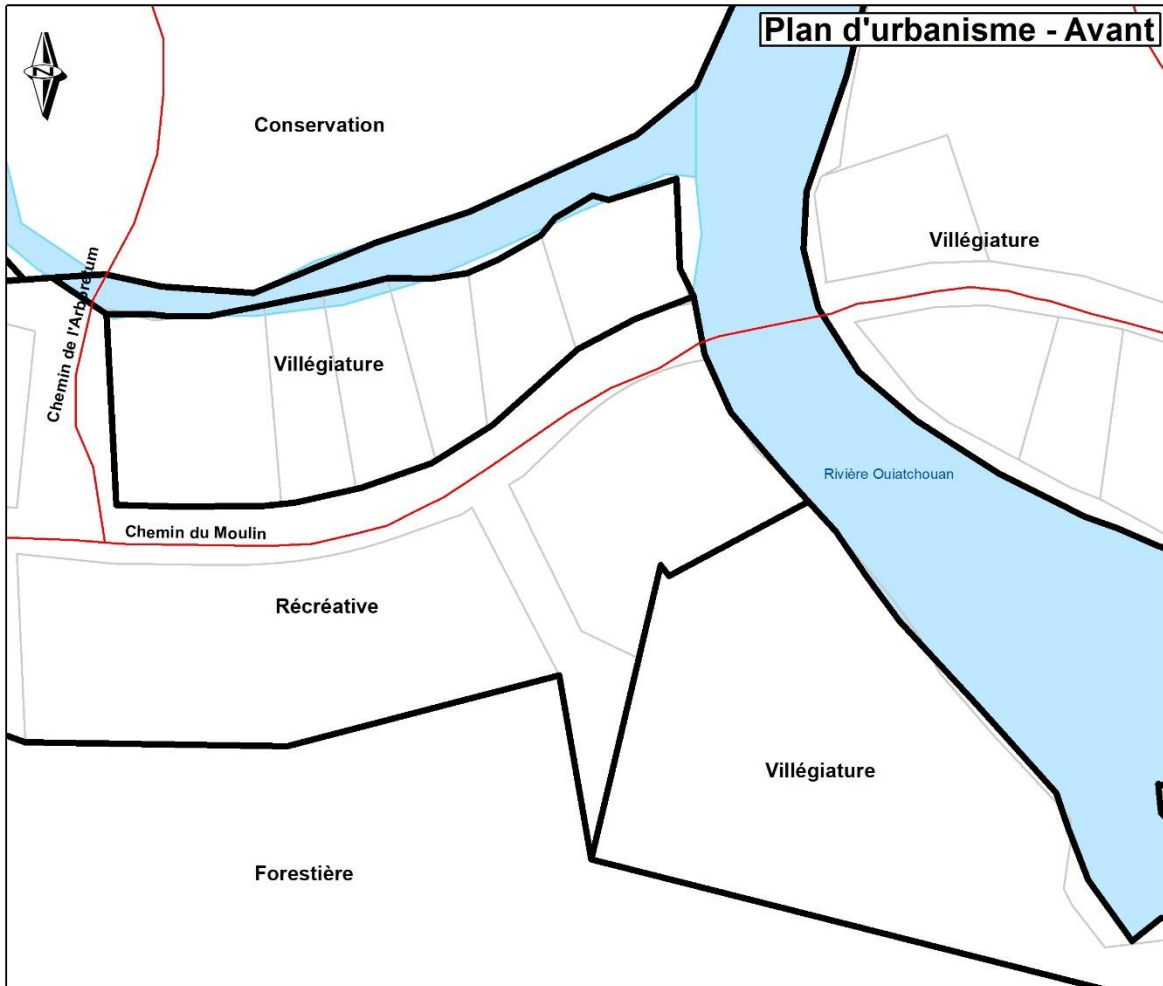 Plan d'urbanisme - Avant
N
Conservation
Villégiature
Chemin de l'Arboretum
Villégiature
Rivière Ouiatchouan
Chemin du Moulin
Récréative
Villégiature
Forestière